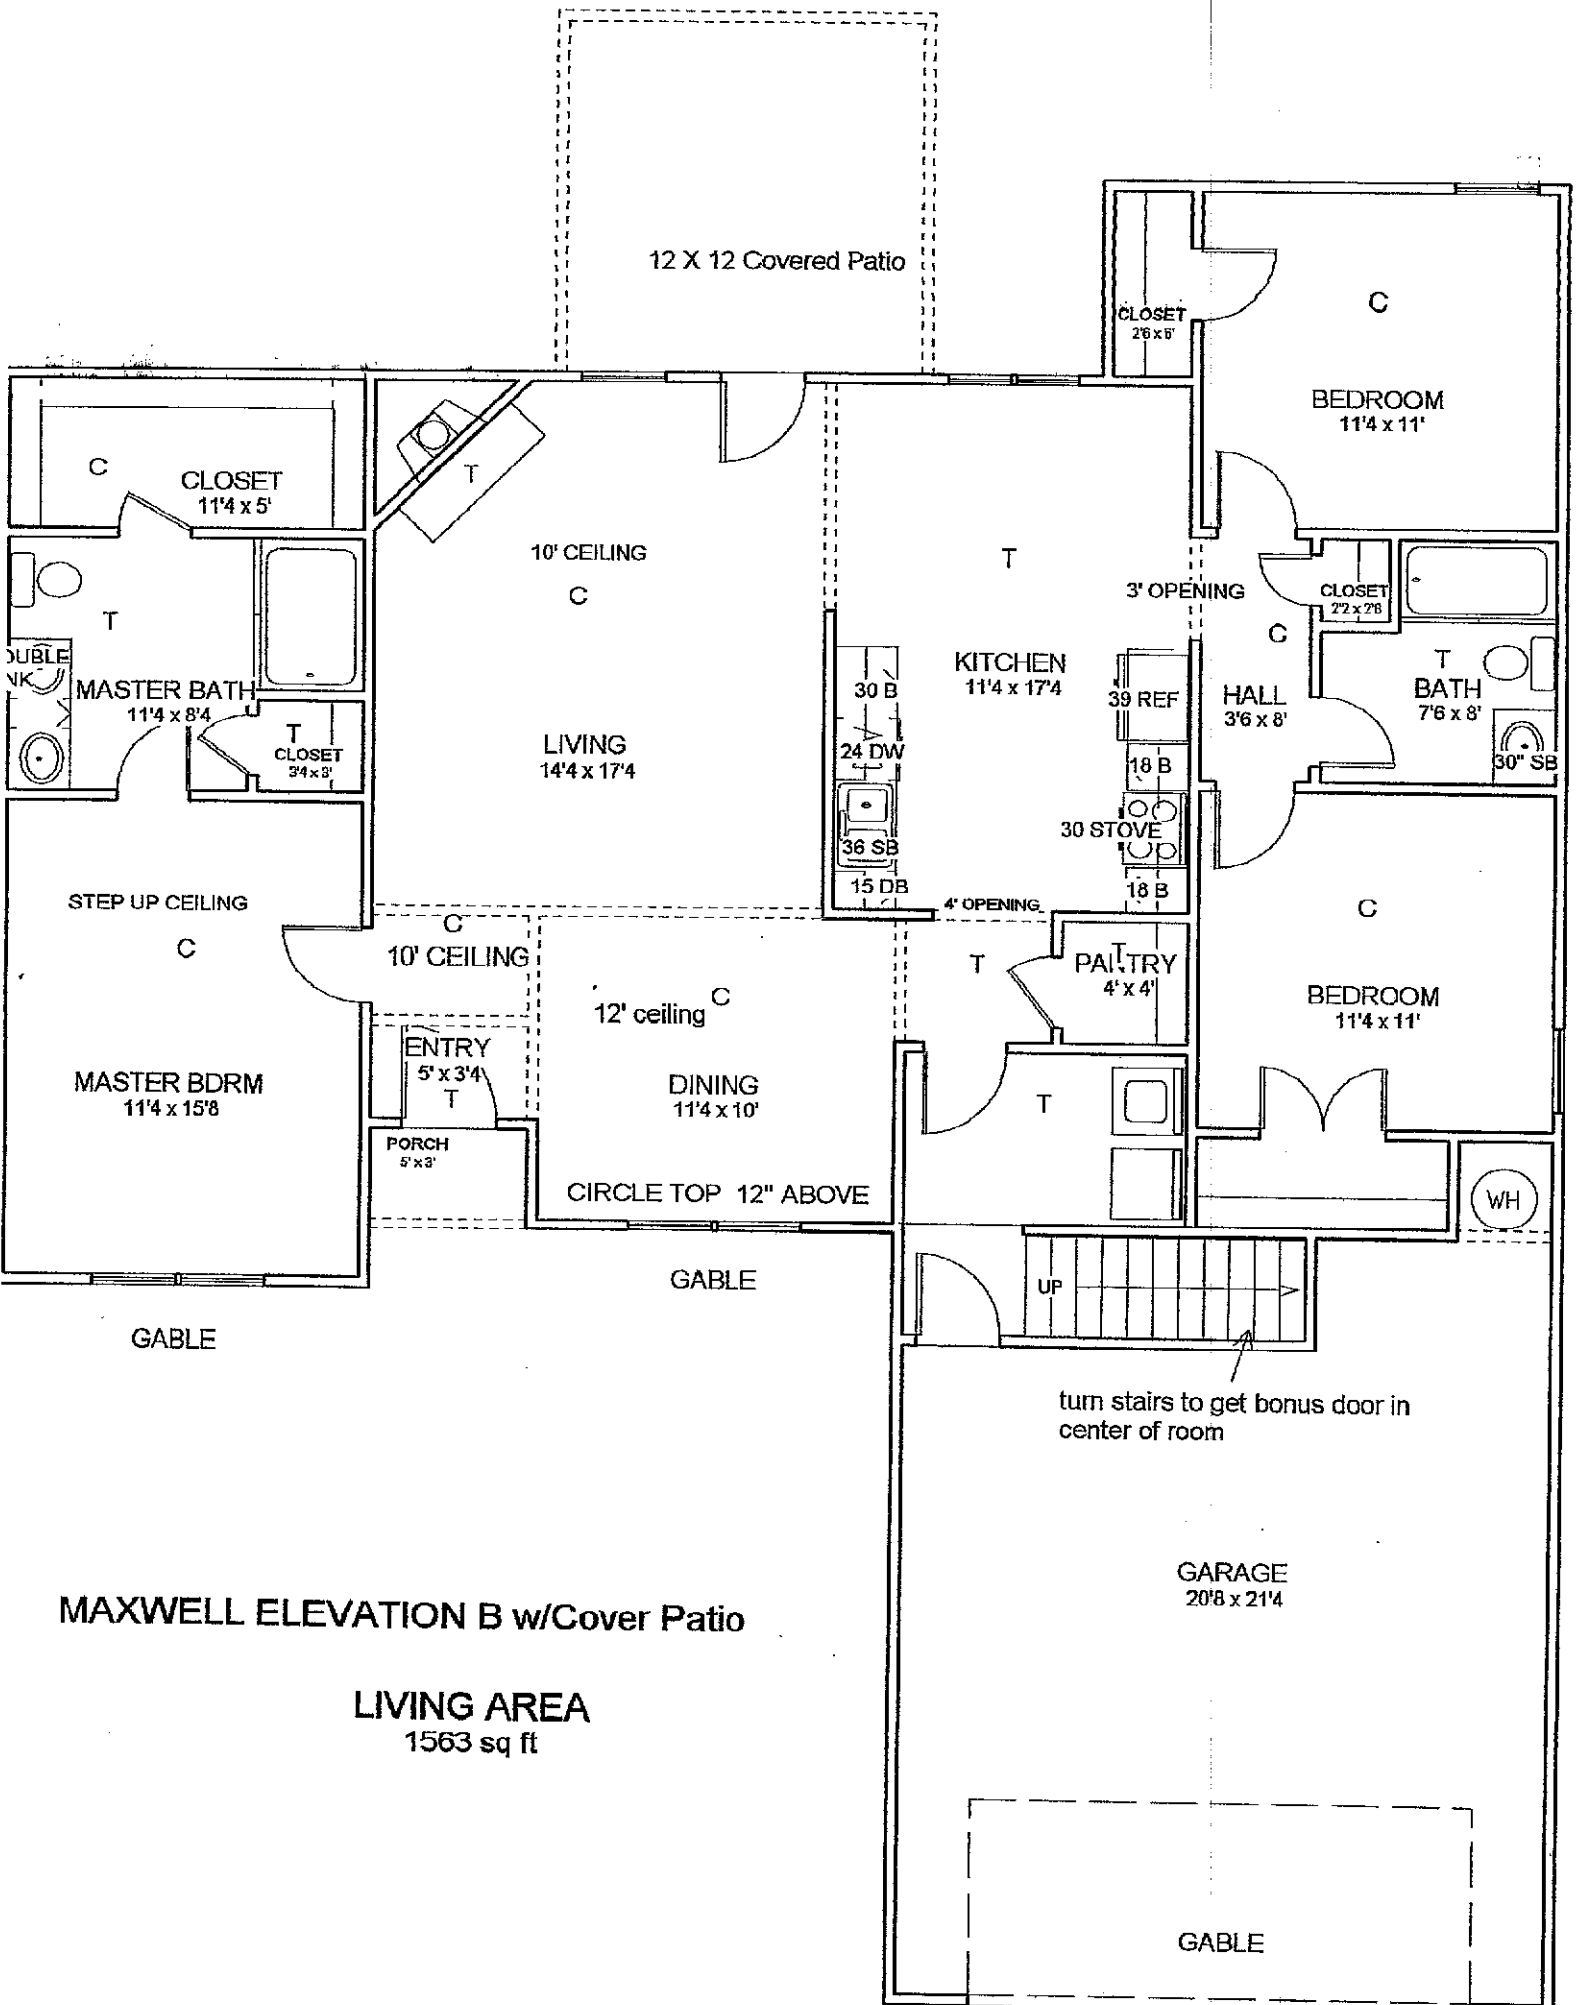 12 X 12 Covered Patio
CLOSET
2'6 x 6'
C
BEDROOM
11'4 x 11'
C
CLOSET
11'4 x 5'
T
10' CEILING
C
T
3' OPENING
CLOSET
2'2 x 2'6
C
T
OUBLE
NK
MASTER BATH
11'4 x 8'4
T
CLOSET
3'4 x 3'
LIVING
14'4 x 17'4
KITCHEN
11'4 x 17'4
30 B
24 DW
36 SB
15 DB
39 REF
18 B
30 STOVE
18 B
4' OPENING
HALL
3'6 x 8'
T
BATH
7'6 x 8'
30" SB
STEP UP CEILING
C
MASTER BDRM
11'4 x 15'8
C
10' CEILING
ENTRY
5' x 3'4
T
PORCH
5' x 3'
12' ceiling
C
DINING
11'4 x 10'
CIRCLE TOP 12" ABOVE
T
T
PANTRY
4' x 4'
T
C
BEDROOM
11'4 x 11'
WH
GABLE
GABLE
UP
turn stairs to get bonus door in
center of room
GARAGE
20'8 x 21'4
MAXWELL ELEVATION B w/Cover Patio
LIVING AREA
1563 sq ft
GABLE